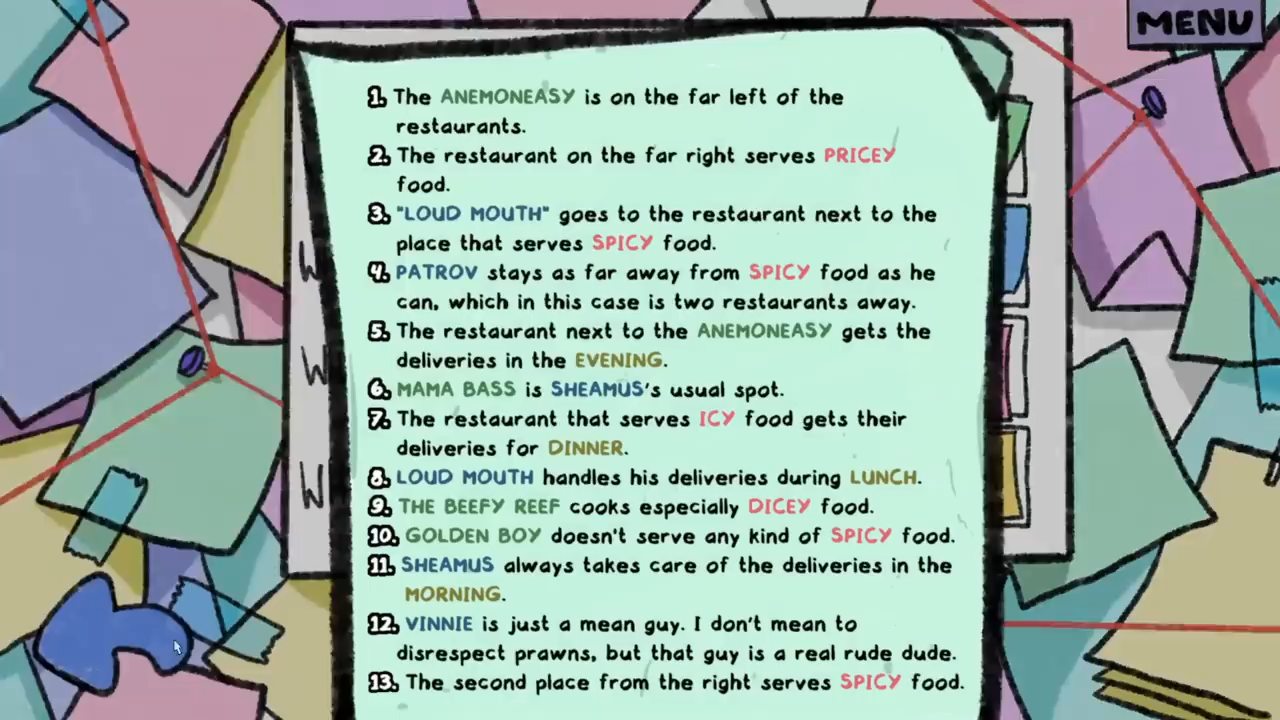 MENU
1. The ANEMONEASY is on the far left of the
restaurants.
2. The restaurant on the far right serves PRICEY
food.
3. "LOUD MOUTH" goes to the restaurant next to the
place that serves SPICY food.
4. PATROV stays as far away from SPICY food as he
can, which in this case is two restaurants away.
5. The restaurant next to the ANEMONEASY gets the
deliveries in the EVENING.
6. MAMA BASS is SHEAMUS's usual spot.
7. The restaurant that serves ICY food gets their
deliveries for DINNER.
8. LOUD MOUTH handles his deliveries during LUNCH.
9. THE BEEFY REEF cooks especially DICEY food.
10. GOLDEN BOY doesn't serve any kind of SPICY food.
11. SHEAMUS always takes care of the deliveries in the
MORNING.
12. VINNIE is just a mean guy. I don't mean to
disrespect prawns, but that guy is a real rude dude.
13. The second place from the right serves SPICY food.
W
W
W